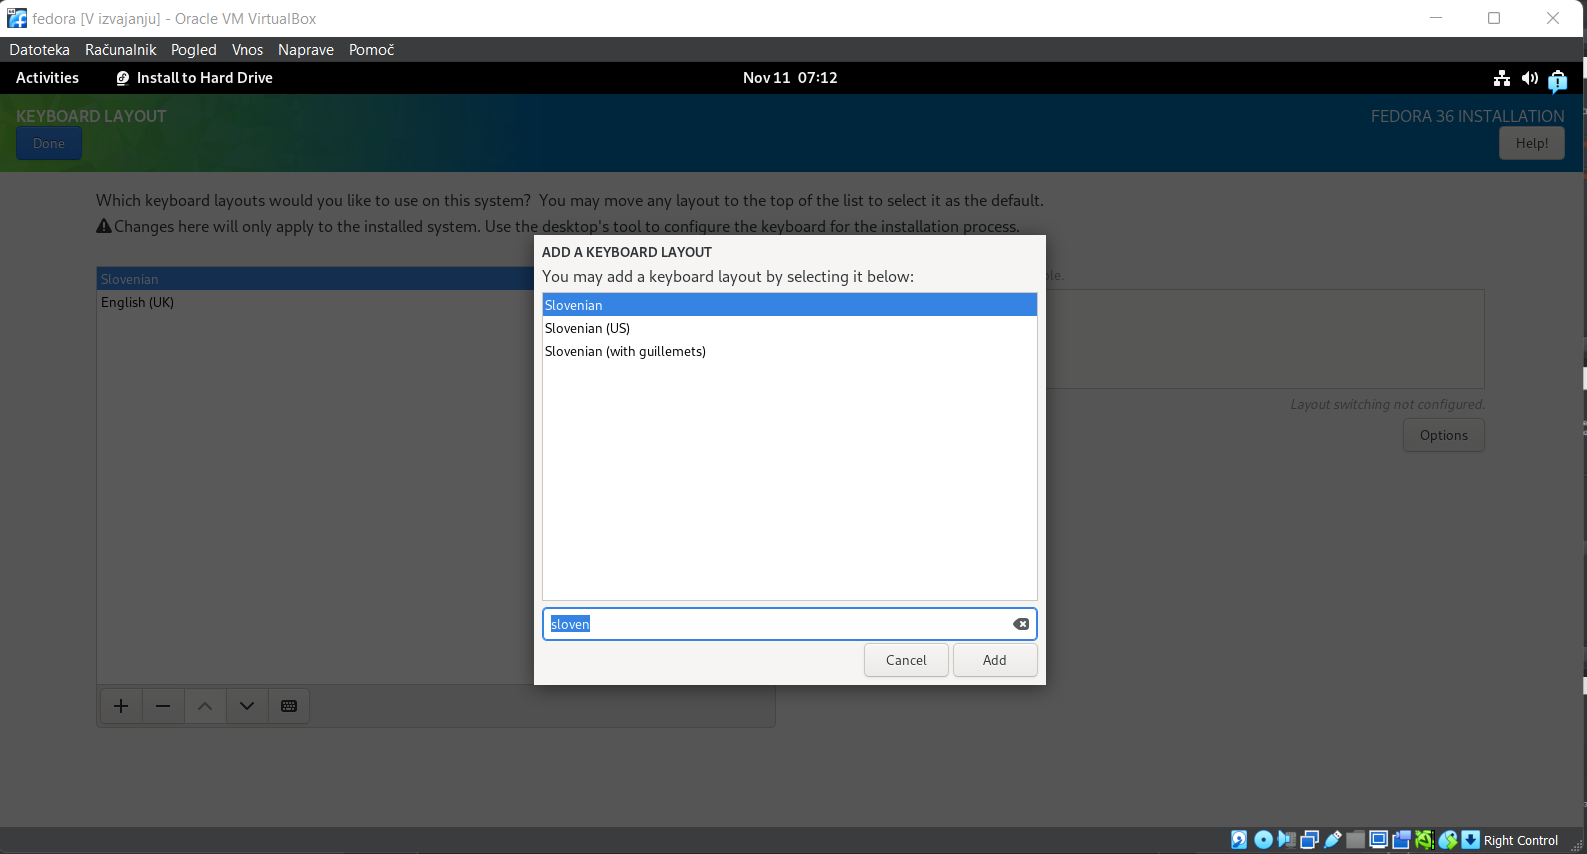 fedora [V izvajanju] - Oracle VM VirtualBox
Datoteka Računalnik Pogled Vnos Naprave Pomoč
Activities Install to Hard Drive Nov 11 07:12
KEYBOARD LAYOUT FEDORA 36 INSTALLATION
Done Help!
Which keyboard layouts would you like to use on this system? You may move any layout to the top of the list to select it as the default.
Changes here will only apply to the installed system. Use the desktop's tool to configure the keyboard for the installation process.
Slovenian
English (UK)
ADD A KEYBOARD LAYOUT
You may add a keyboard layout by selecting it below:
Slovenian
Slovenian (US)
Slovenian (with guillemets)
sloven
Cancel Add
Layout switching not configured.
Options
Right Control